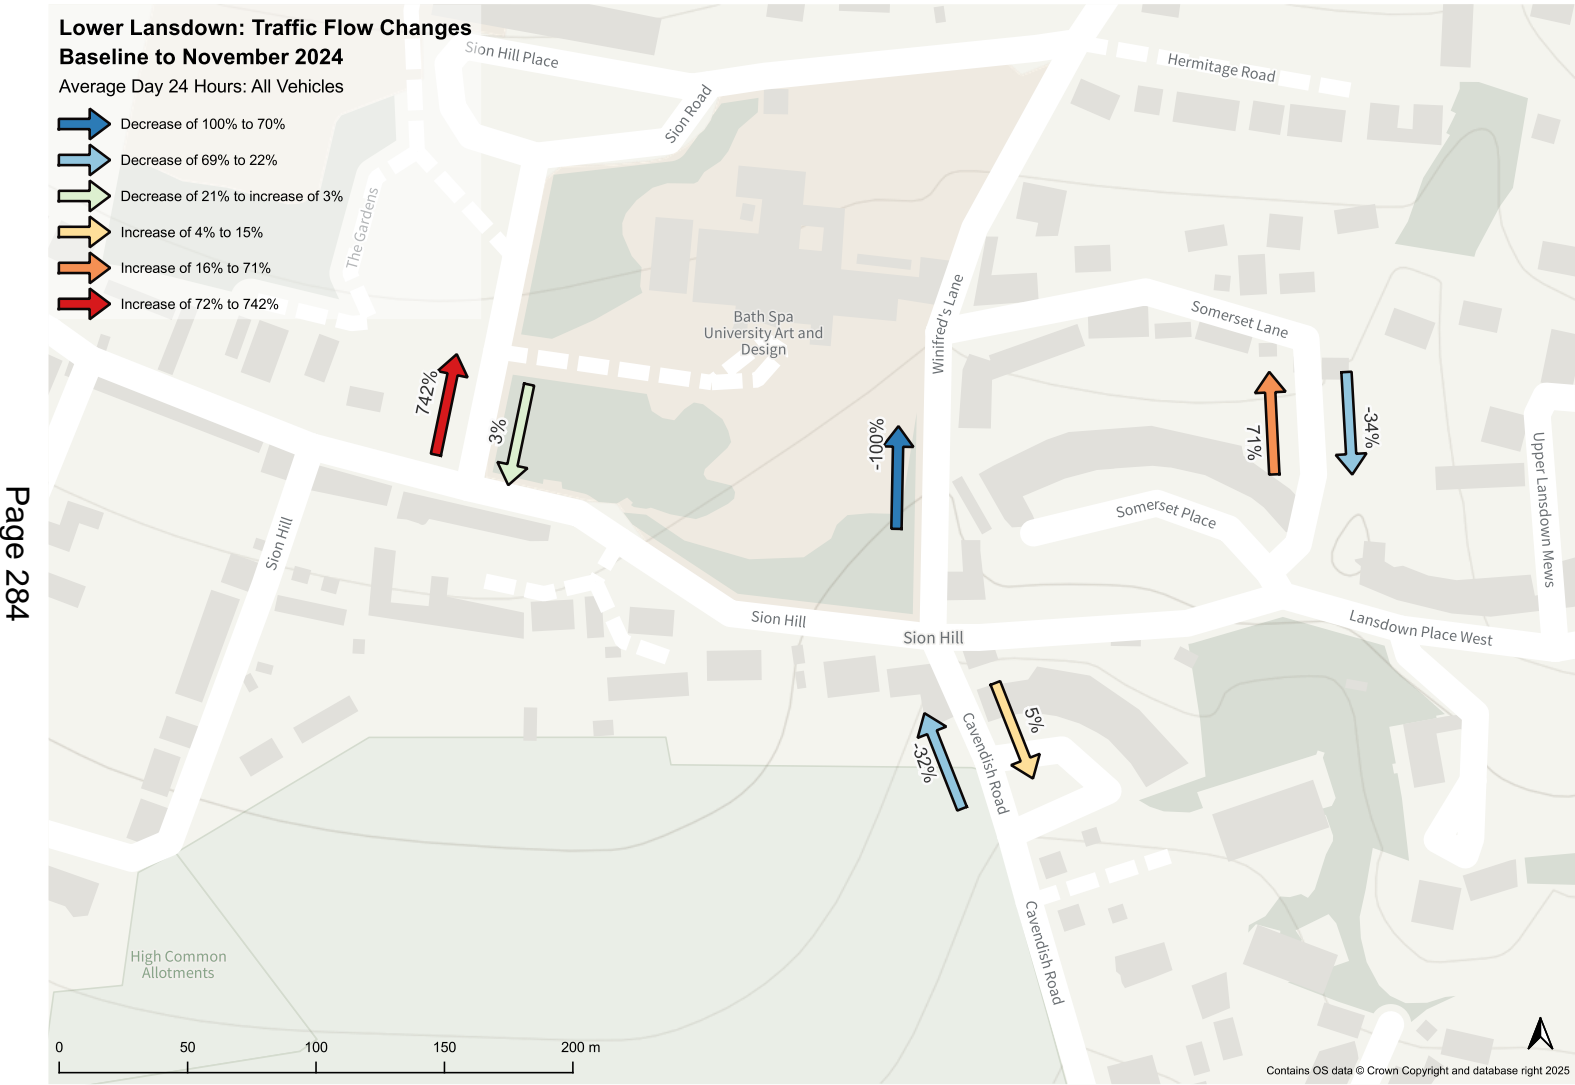 Lower Lansdown: Traffic Flow Changes
Baseline to November 2024
Average Day 24 Hours: All Vehicles
Decrease of 100% to 70%
Decrease of 69% to 22%
Decrease of 21% to increase of 3%
Increase of 4% to 15%
Increase of 16% to 71%
Increase of 72% to 742%
Sion Hill Place
Sion Road
Hermitage Road
The Gardens
Winifred's Lane
Somerset Lane
Bath Spa
University Art and
Design
742%
3%
-100%
71%
-34%
Upper Lansdown Mews
Somerset Place
Sion Hill
Page 284
Sion Hill
Sion Hill
Lansdown Place West
Cavendish Road
5%
-32%
Cavendish Road
High Common
Allotments
0 50 100 150 200 m
Contains OS data © Crown Copyright and database right 2025